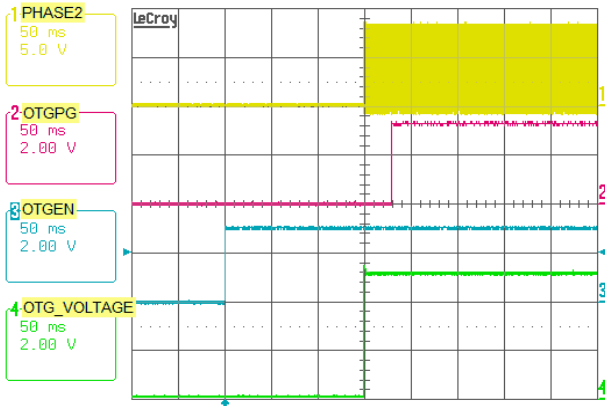 1 PHASE2
50 ms
5.0 V
LeCroy
1
2 OTGPG
50 ms
2.00 V
2
3 OTGEN
50 ms
2.00 V
3
4 OTG_VOLTAGE
50 ms
2.00 V
4